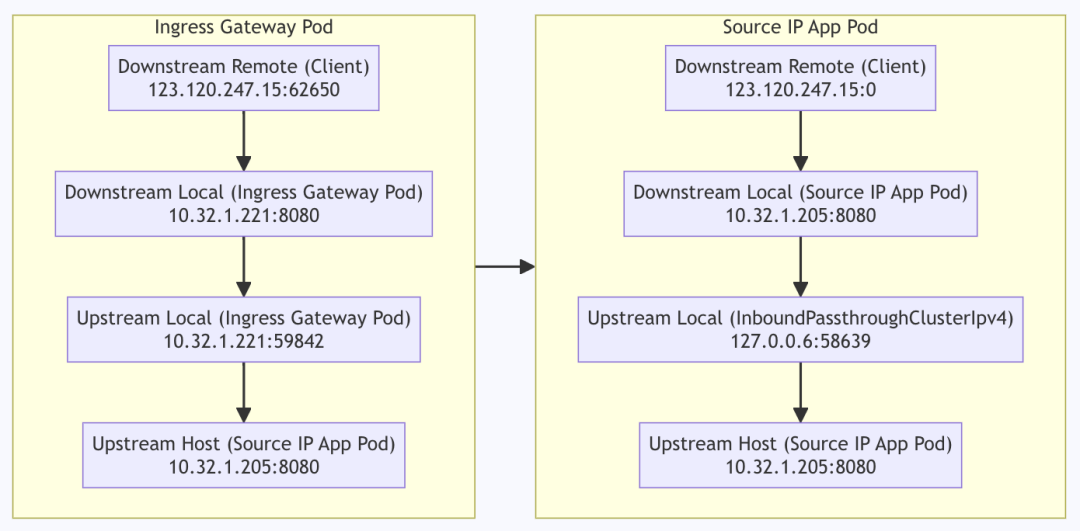 Ingress Gateway Pod
Downstream Remote (Client)
123.120.247.15:62650
Downstream Local (Ingress Gateway Pod)
10.32.1.221:8080
Upstream Local (Ingress Gateway Pod)
10.32.1.221:59842
Upstream Host (Source IP App Pod)
10.32.1.205:8080
Source IP App Pod
Downstream Remote (Client)
123.120.247.15:0
Downstream Local (Source IP App Pod)
10.32.1.205:8080
Upstream Local (InboundPassthroughClusterIpv4)
127.0.0.6:58639
Upstream Host (Source IP App Pod)
10.32.1.205:8080